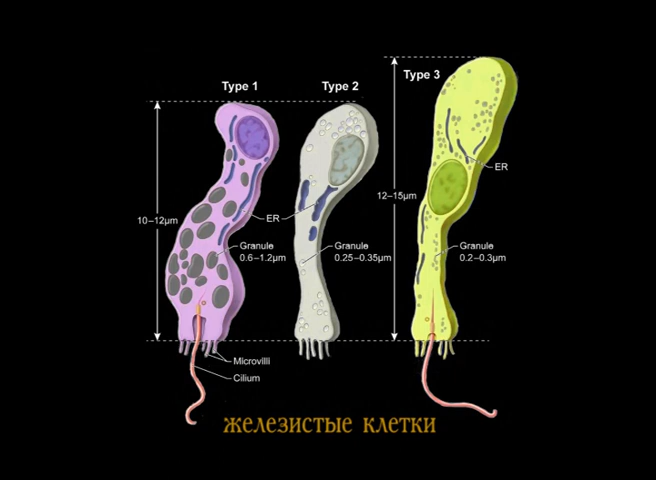 Type 1
Type 2
Type 3
ER
12–15µm
10–12µm
ER
Granule
0.6–1.2µm
Granule
0.25–0.35µm
Granule
0.2–0.3µm
Microvilli
Cilium
железистые клетки